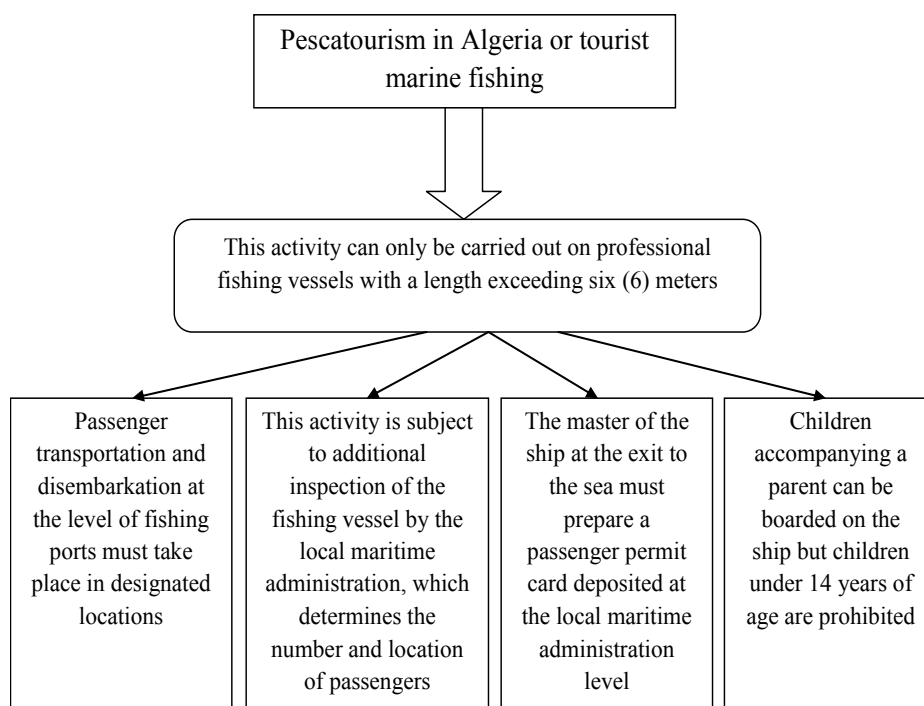 Pescatourism in Algeria or tourist
marine fishing
This activity can only be carried out on professional
fishing vessels with a length exceeding six (6) meters
Passenger
transportation and
disembarkation at
the level of fishing
ports must take
place in designated
locations
This activity is subject
to additional
inspection of the
fishing vessel by the
local maritime
administration, which
determines the
number and location
of passengers
The master of the
ship at the exit to
the sea must
prepare a
passenger permit
card deposited at
the local maritime
administration
level
Children
accompanying a
parent can be
boarded on the
ship but children
under 14 years of
age are prohibited